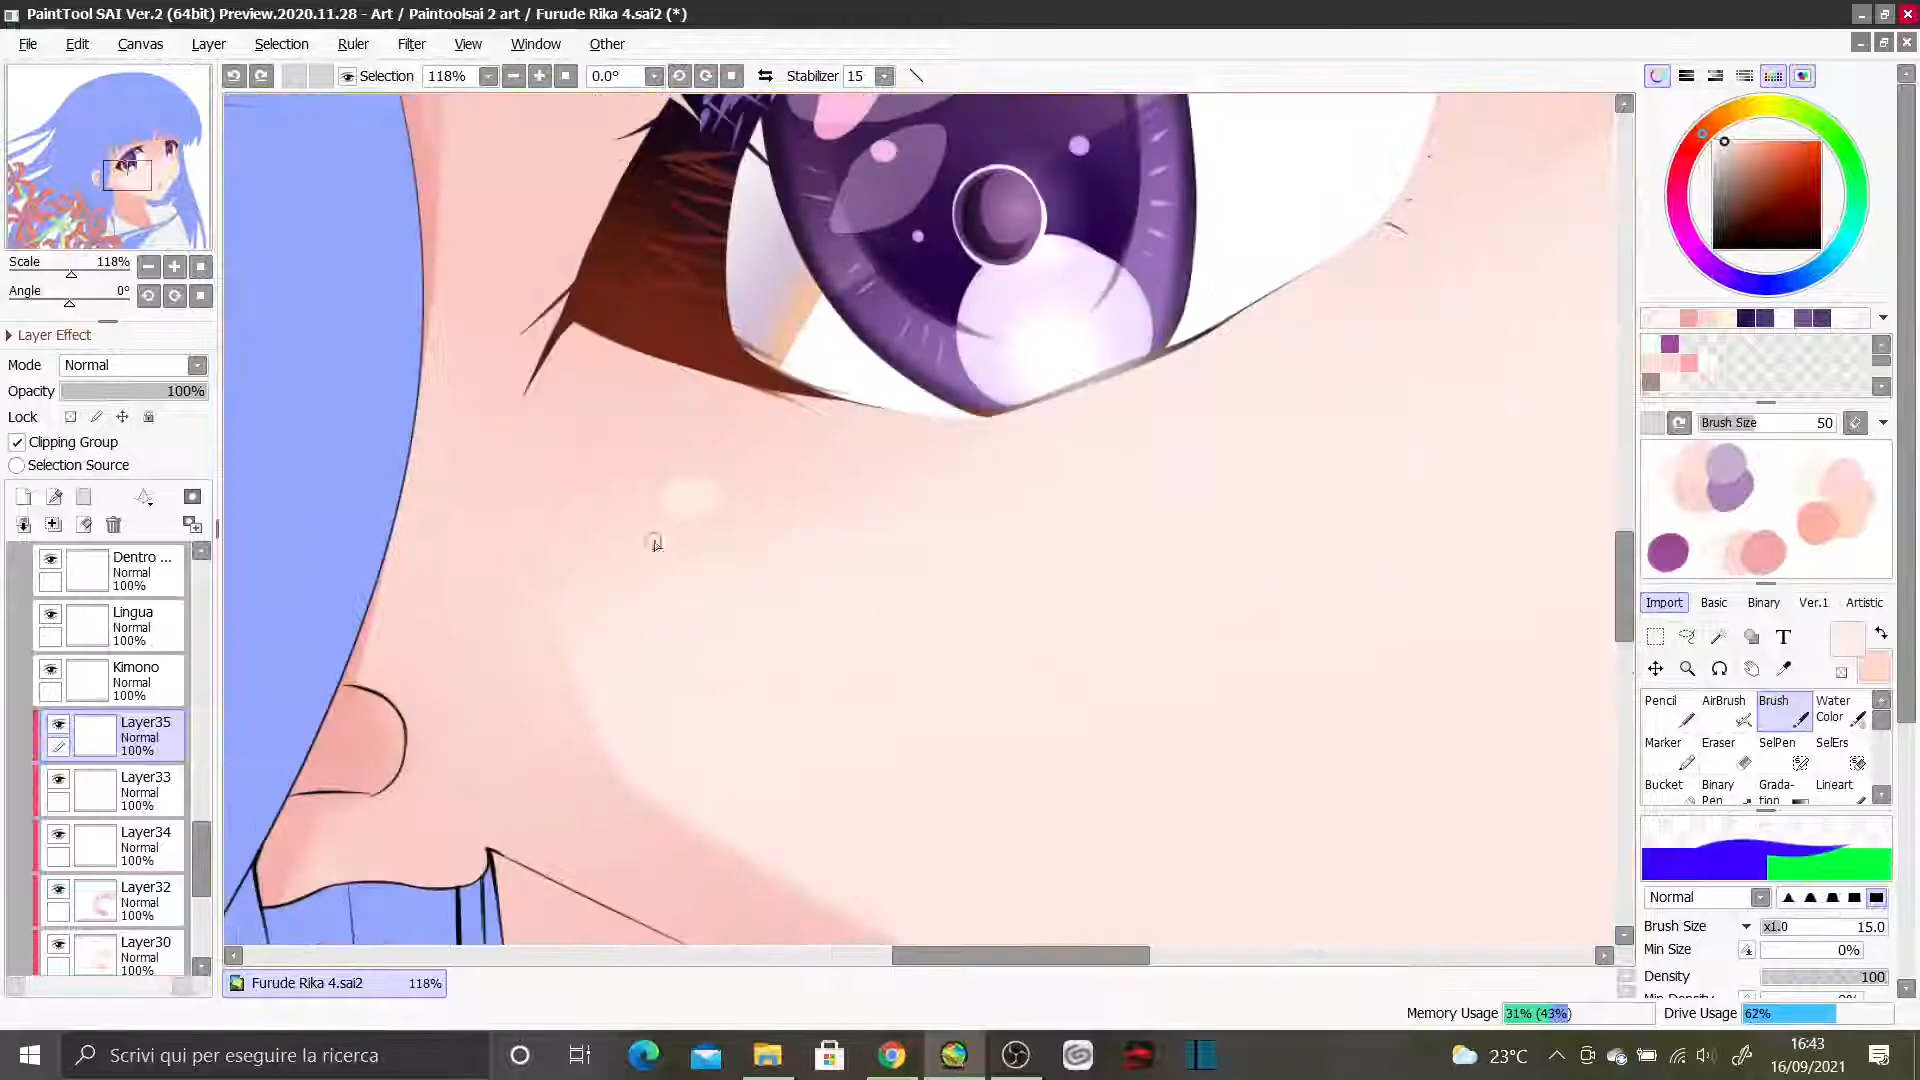 PaintTool SAI Ver.2 (64bit) Preview.2020.11.28 - Art / Paintoolsai 2 art / Furude Rika 4.sai2 (*)
File Edit Canvas Layer Selection Ruler Filter View Window Other
Selection 118% 0.0° Stabilizer 15
Scale 118%
Angle 0°
Layer Effect
Mode Normal
Opacity 100%
Lock
Clipping Group
Selection Source
Dentro ...
Normal
100%
Lingua
Normal
100%
Kimono
Normal
100%
Layer35
Normal
100%
Layer33
Normal
100%
Layer34
Normal
100%
Layer32
Normal
100%
Layer30
Normal
100%
Brush Size 50
Import Basic Binary Ver.1 Artistic
T
Pencil AirBrush Brush Water Color
Marker Eraser SelPen SelErs
Bucket Binary Pen Grada-tion Lineart
Normal
Brush Size x1.0 15.0
Min Size 0%
Density 100
Furude Rika 4.sai2 118%
Memory Usage 31% (43%) Drive Usage 62%
Scrivi qui per eseguire la ricerca
23°C
16:43
16/09/2021